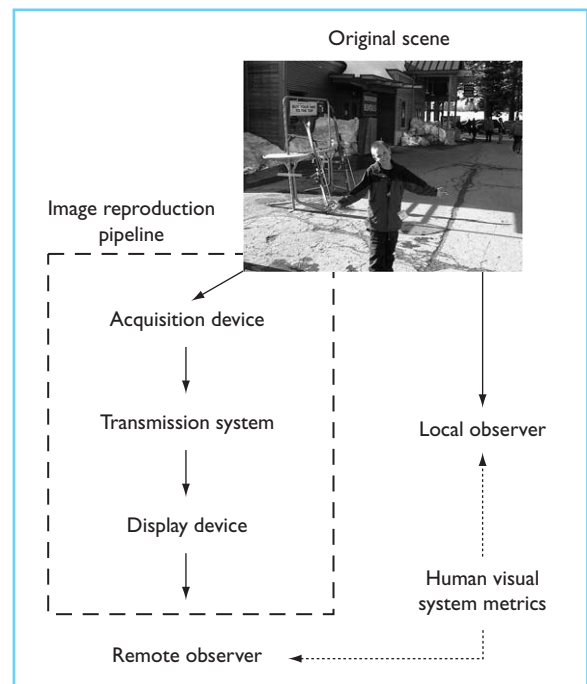 Original scene
Image reproduction
pipeline
Acquisition device
Transmission system
Local observer
Display device
Human visual
system metrics
Remote observer